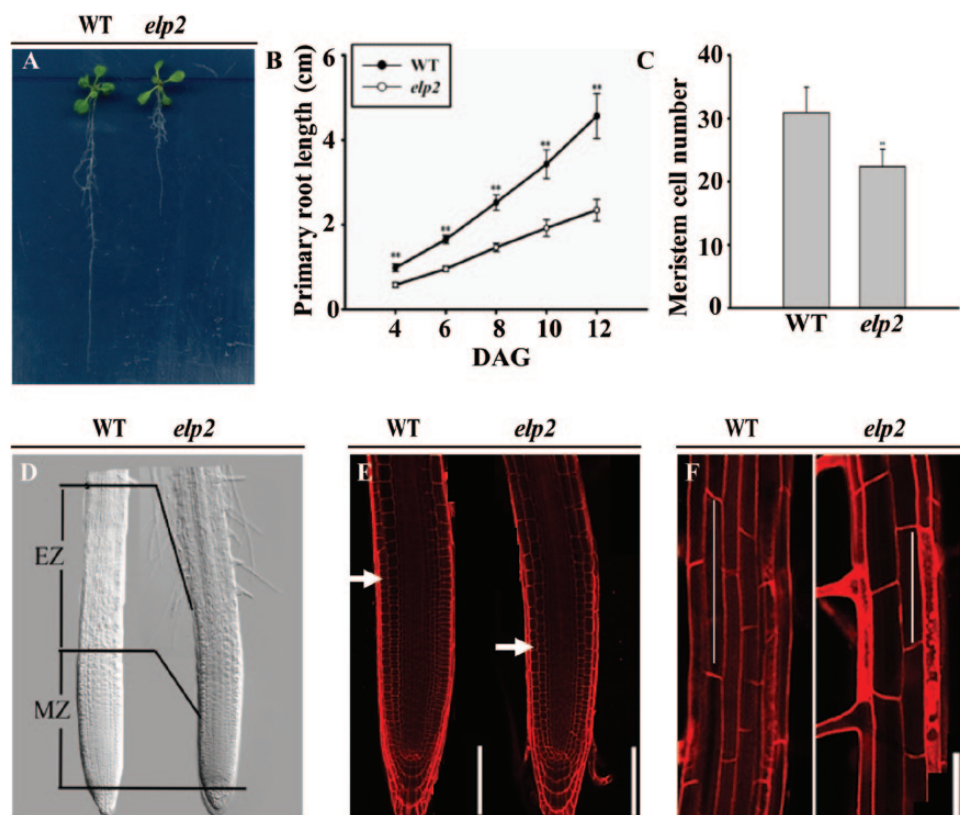 WT elp2
A
B
Primary root length (cm)
6
4
2
0
WT
elp2
**
**
**
**
**
4 6 8 10 12
DAG
C
Meristem cell number
40
30
20
10
0
WT elp2
WT elp2
D
EZ
MZ
WT elp2
E
WT elp2
F